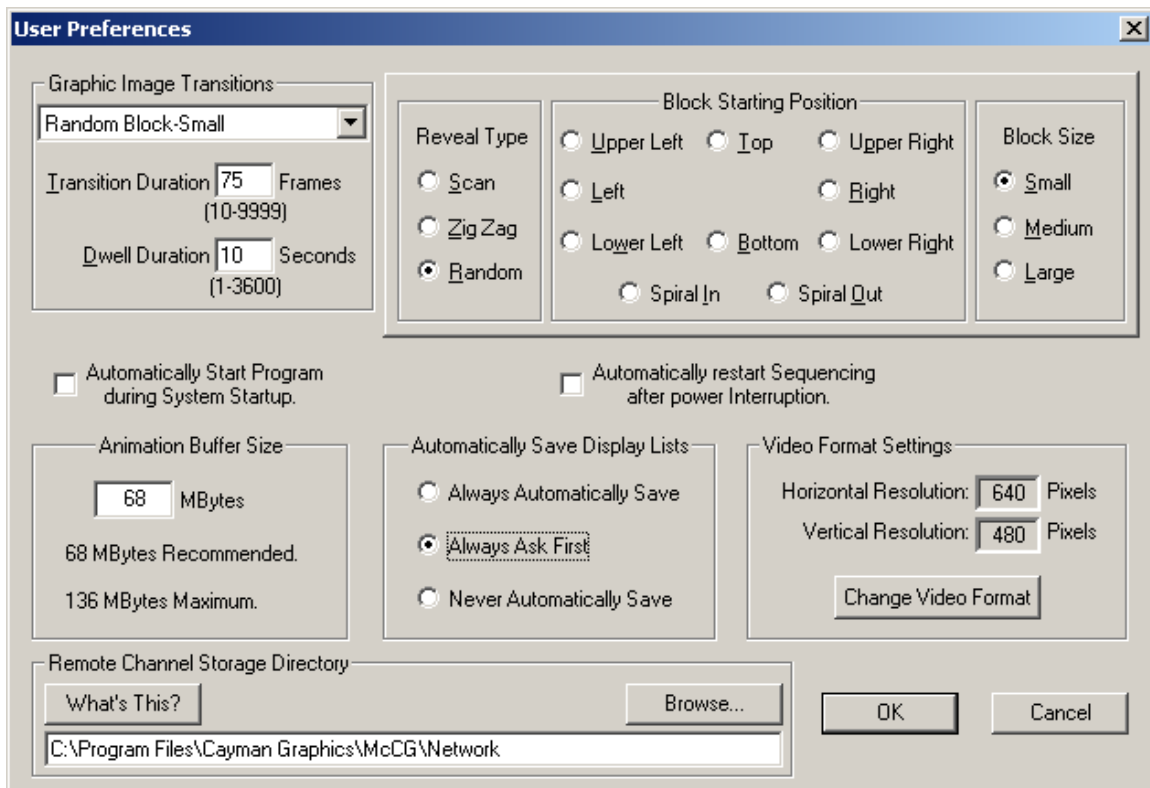 User Preferences
Graphic Image Transitions
Random Block-Small
Transition Duration 75 Frames
(10-9999)
Dwell Duration 10 Seconds
(1-3600)
Reveal Type
Scan
Zig Zag
Random
Block Starting Position
Upper Left Top Upper Right
Left Right
Lower Left Bottom Lower Right
Spiral In Spiral Out
Block Size
Small
Medium
Large
Automatically Start Program
during System Startup.
Automatically restart Sequencing
after power Interruption.
Animation Buffer Size
68 MBytes
68 MBytes Recommended.
136 MBytes Maximum.
Automatically Save Display Lists
Always Automatically Save
Always Ask First
Never Automatically Save
Video Format Settings
Horizontal Resolution: 640 Pixels
Vertical Resolution: 480 Pixels
Change Video Format
Remote Channel Storage Directory
What's This? Browse...
C:\Program Files\Cayman Graphics\McCG\Network
OK Cancel